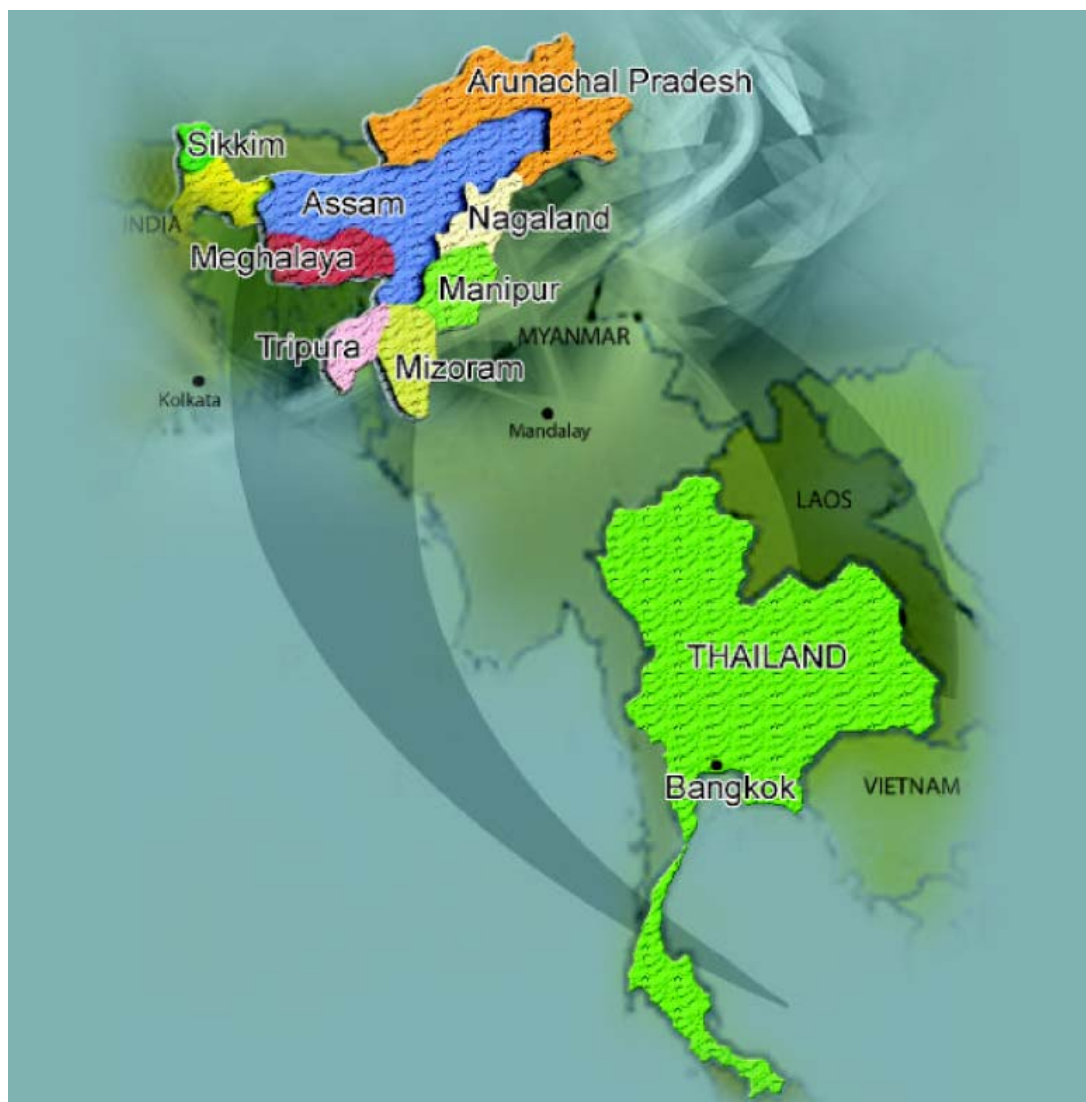 Arunachal Pradesh
Sikkim
Assam
Nagaland
INDIA
Meghalaya
Manipur
Tripura
MYANMAR
Mizoram
Kolkata
Mandalay
LAOS
THAILAND
Bangkok
VIETNAM